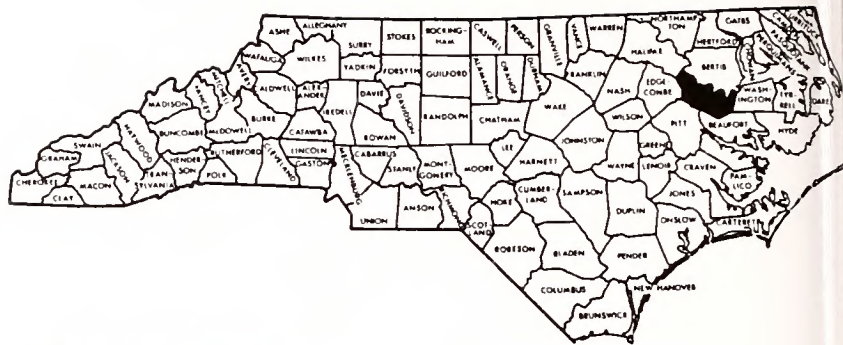 ASHE
ALLEGHANY
SURRY
STOKES
ROCKING-
HAM
CASWELL
PERSON
GRANVILLE
VANCE
WARREN
NORTHAMP
TON
HALIFAX
HERTFORD
GATES
BERTIE
WATAUGA
WILKES
YADKIN
FORSYTH
GUILFORD
ALAMANCE
ORANGE
DURHAM
FRANKLIN
NASH
EDGE-
COMBE
WASH-
INGTON
TYR-
RELL
DARE
MADISON
YANCEY
MITCHELL
AVERY
ALDWELL
ALEX-
ANDER
IREDELL
DAVIE
DAVIDSON
RANDOLPH
CHATHAM
WAKE
WILSON
PITT
BEAUFORT
HYDE
SWAIN
HAYWOOD
BUNCOMBE
McDOWELL
BURKE
CATAWBA
ROWAN
LEE
JOHNSTON
GREENE
GRAHAM
CHEROKEE
MACON
JACKSON
TRAN-
SYLVANIA
HENDER
SON
POLK
RUTHERFORD
CLEVELAND
LINCOLN
GASTON
MECKLENBURG
CABARRUS
STANLY
MONT-
GOMERY
MOORE
HARNETT
WAYNE
LENOIR
CRAVEN
PAM-
LICO
CLAY
UNION
ANSON
RICHMOND
SCOT-
LAND
HOKE
CUMBER-
LAND
SAMPSON
DUPLIN
JONES
ONSLOW
CARTERET
ROBESON
BLADEN
PENDER
COLUMBUS
NEW HANOVER
BRUNSWICK